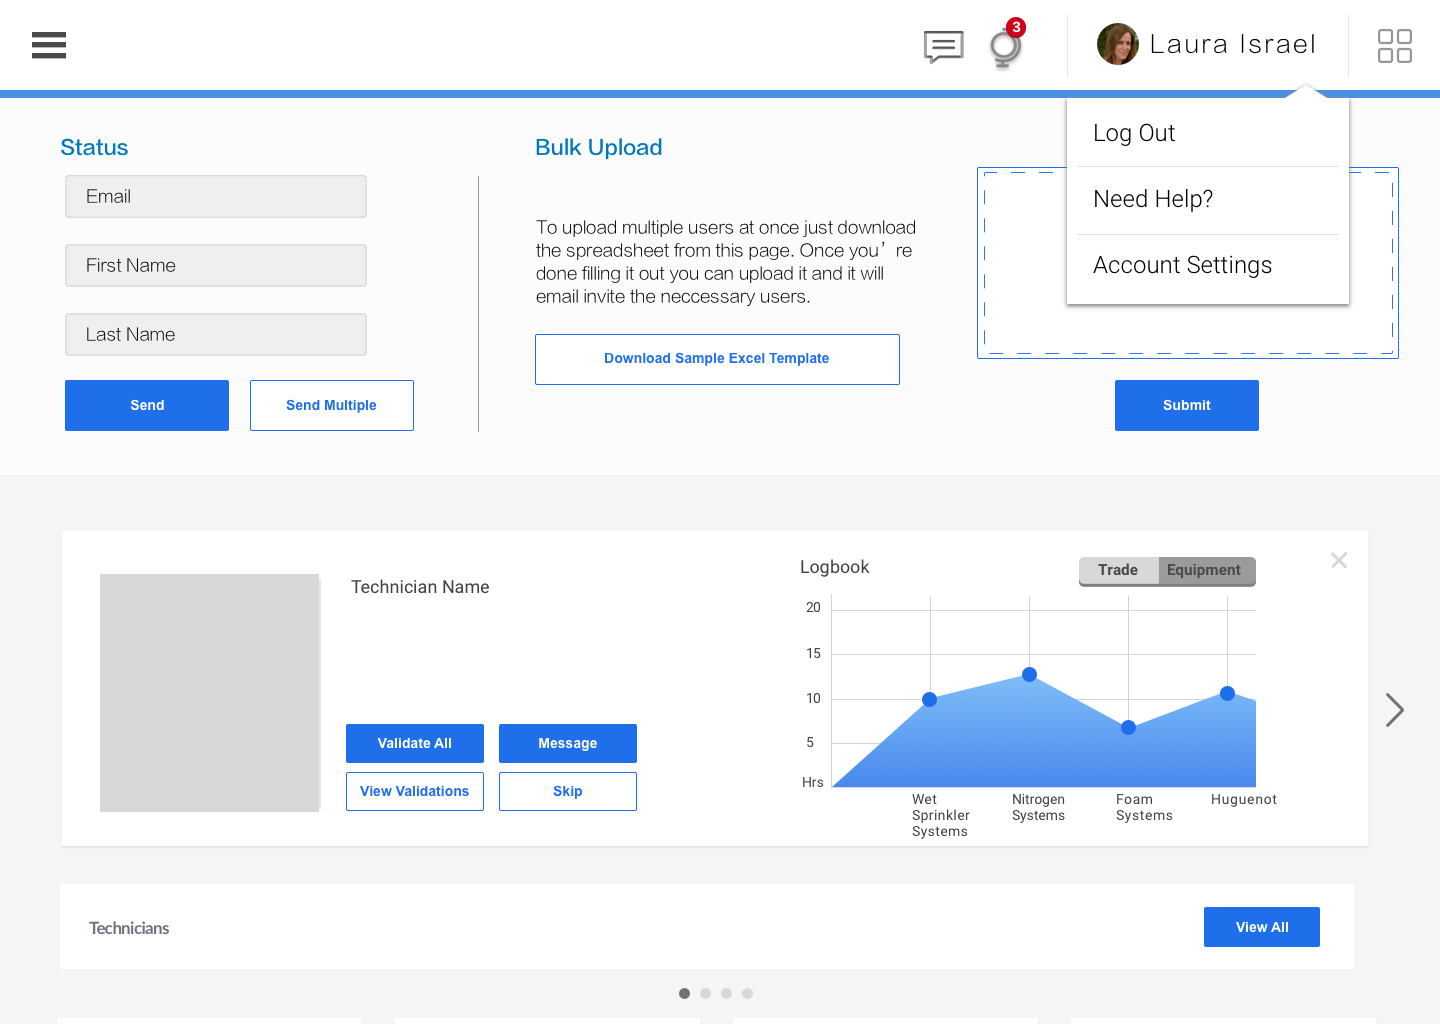 3
Laura Israel
Log Out
Need Help?
Account Settings
Status
Email
First Name
Last Name
Send
Send Multiple
Bulk Upload
To upload multiple users at once just download
the spreadsheet from this page. Once you’re
done filling it out you can upload it and it will
email invite the neccessary users.
Download Sample Excel Template
Submit
Technician Name
Validate All
Message
View Validations
Skip
Logbook
Trade
Equipment
20
15
10
5
Hrs
Wet
Sprinkler
Systems
Nitrogen
Systems
Foam
Systems
Huguenot
Technicians
View All